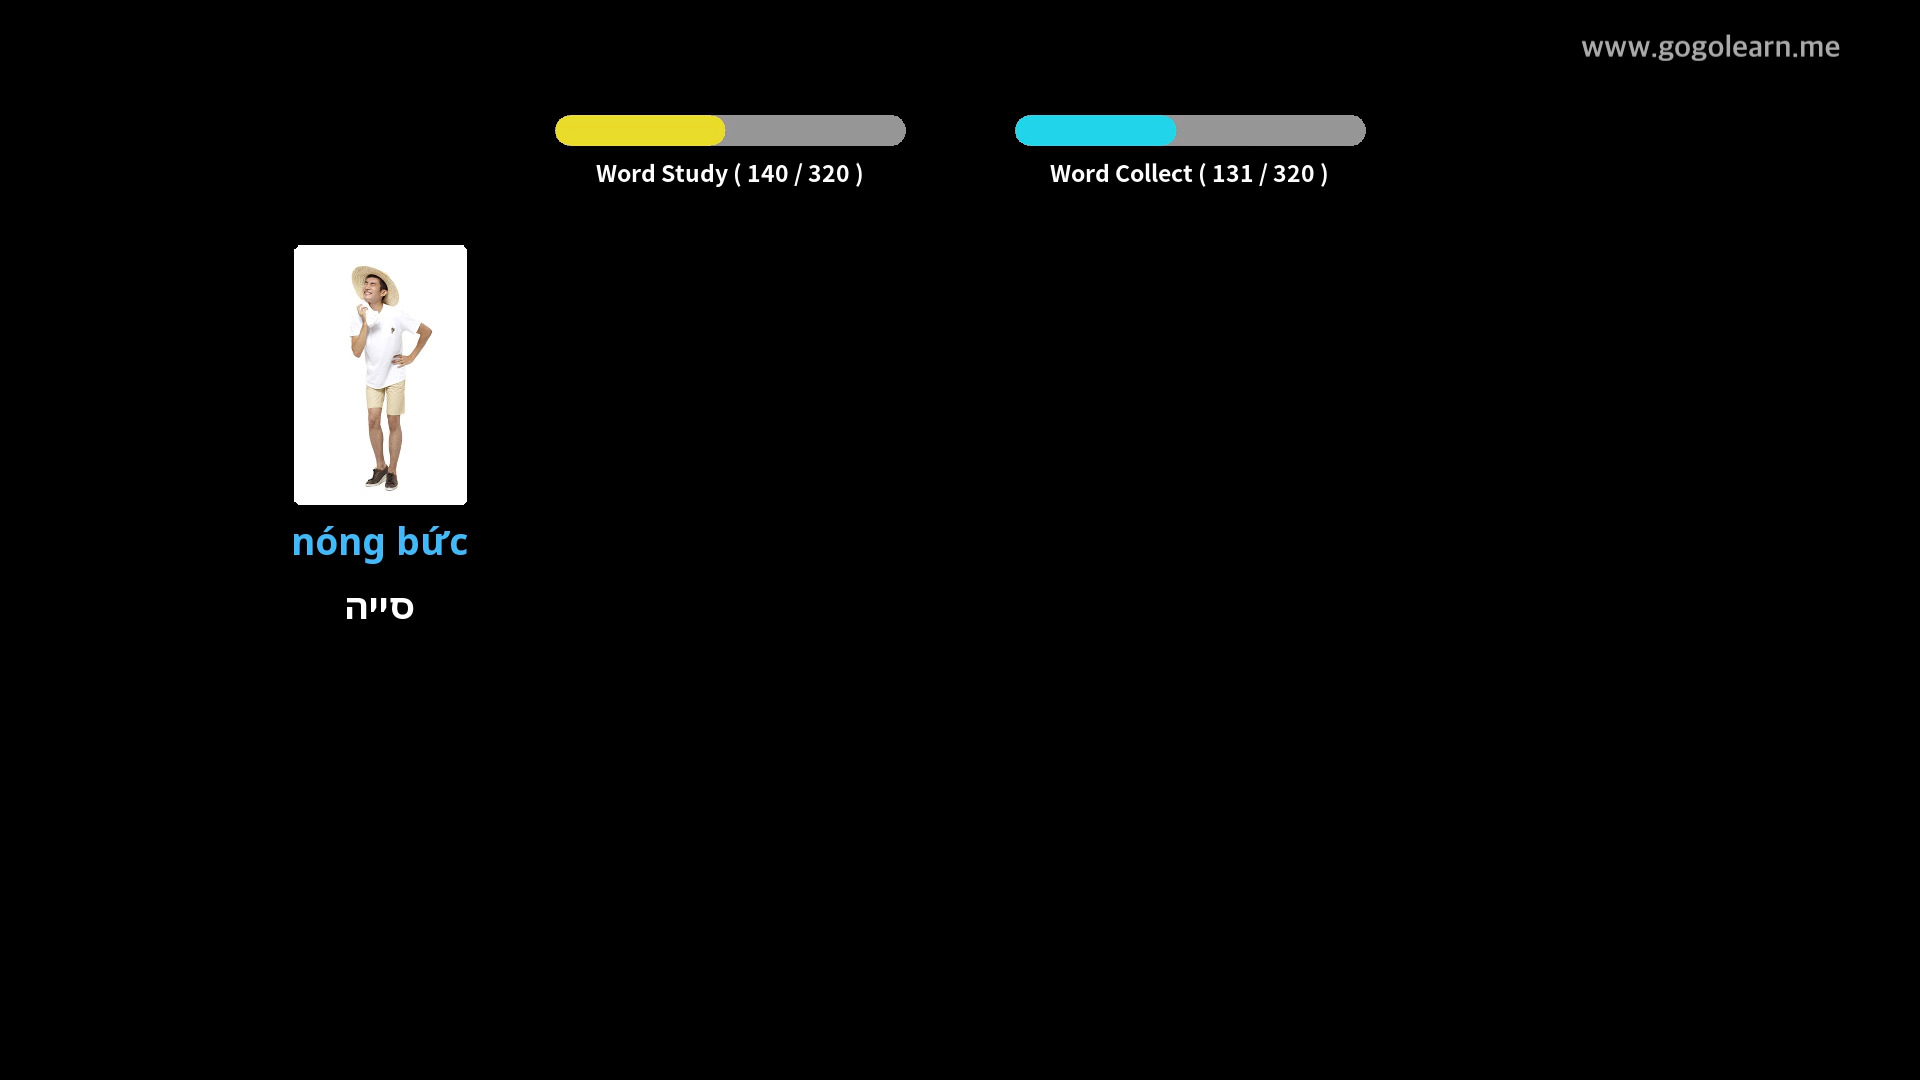 www.gogolearn.me
Word Study ( 140 / 320 )
Word Collect ( 131 / 320 )
nóng bức
סייה